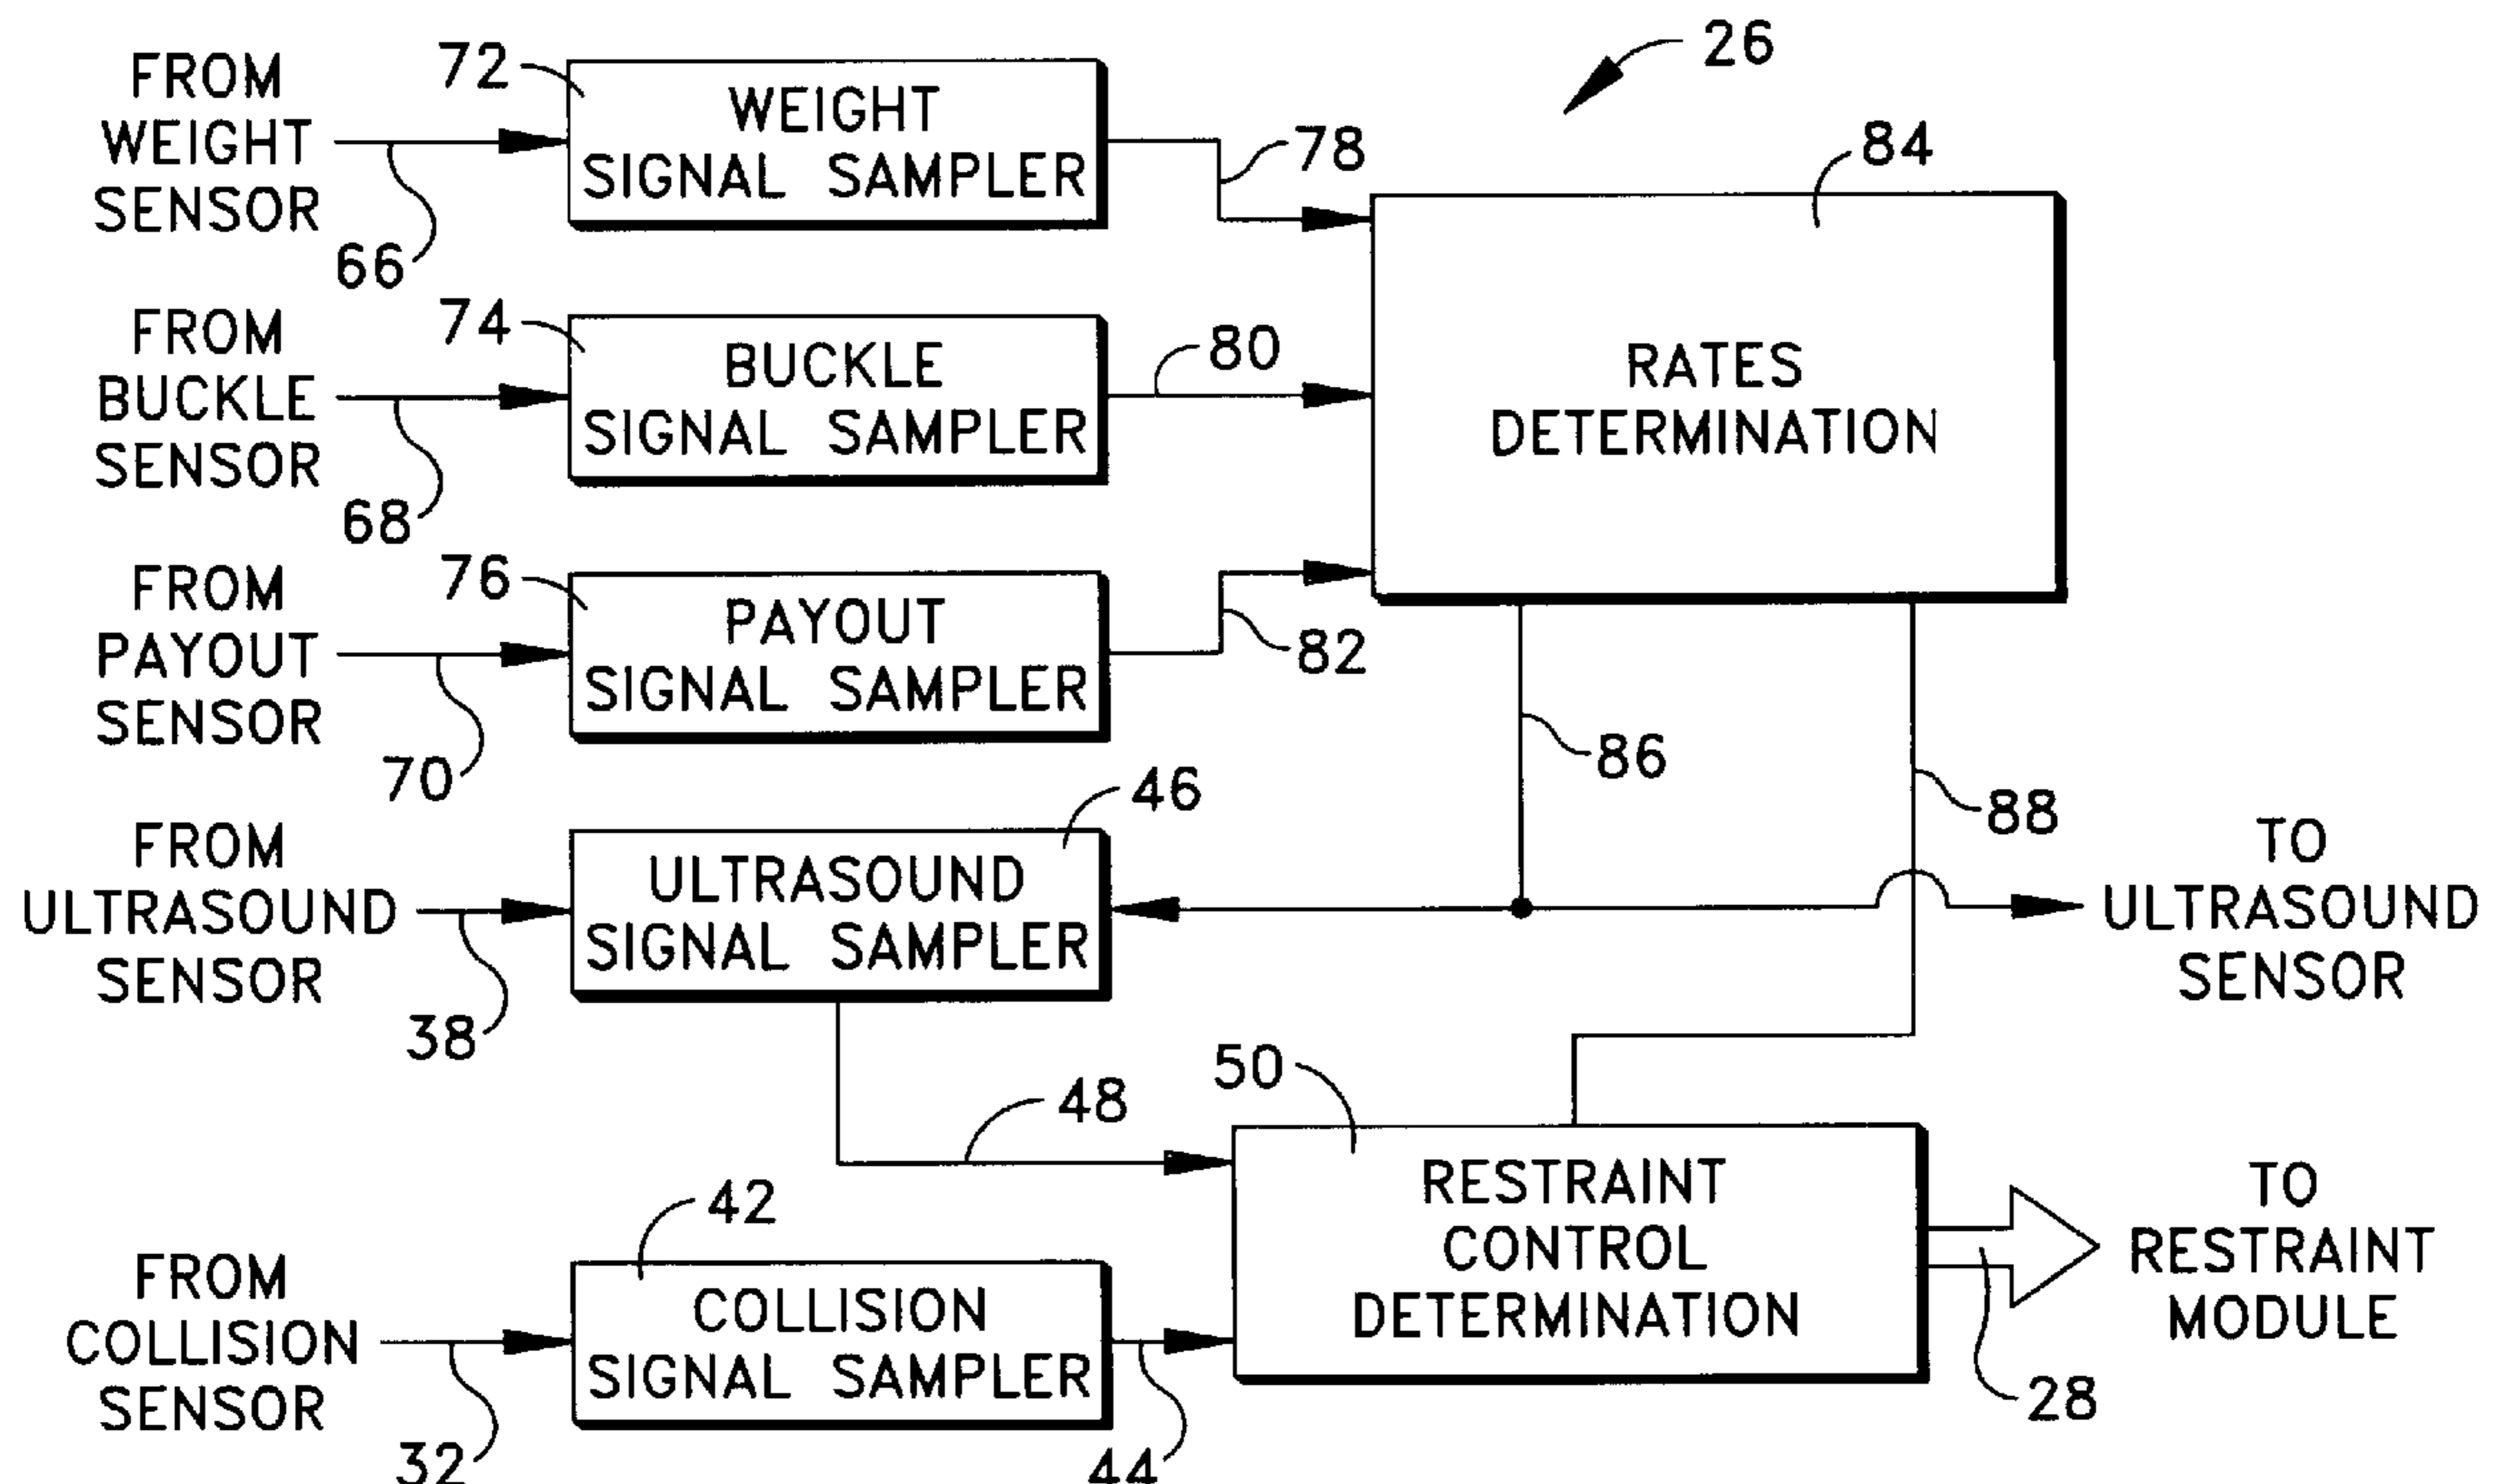 26
FROM
WEIGHT
SENSOR
66
72
WEIGHT
SIGNAL SAMPLER
78
84
RATES
DETERMINATION
FROM
BUCKLE
SENSOR
68
74
BUCKLE
SIGNAL SAMPLER
80
FROM
PAYOUT
SENSOR
70
76
PAYOUT
SIGNAL SAMPLER
82
86
88
FROM
ULTRASOUND
SENSOR
38
46
ULTRASOUND
SIGNAL SAMPLER
TO
ULTRASOUND
SENSOR
48
50
RESTRAINT
CONTROL
DETERMINATION
TO
RESTRAINT
MODULE
28
FROM
COLLISION
SENSOR
32
42
COLLISION
SIGNAL SAMPLER
44